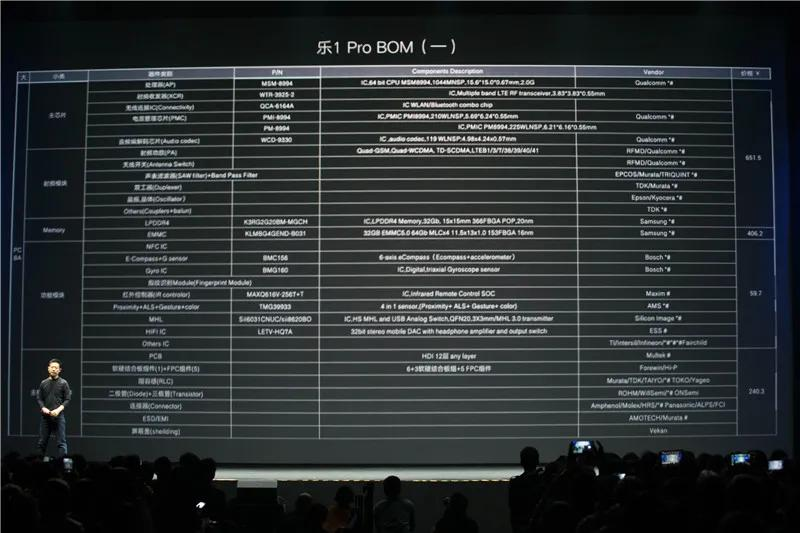 乐1 Pro BOM（一）
大 小类 器件类别 P/N Components Description Vendor 价格 ¥
主芯片 处理器(AP) MSM-8994 IC,64 bit CPU MSM8994,1044MNSP,15.6*15.0*0.67mm,2.0G Qualcomm *#
射频收发器(XCR) WTR-3925-2 IC,Multiple band LTE RF transceiver,3.83*3.83*0.55mm
无线连接IC(Connectivity) QCA-6164A IC WLAN/Bluetooth combo chip
电源管理芯片(PMC) PMI-8994 IC,PMIC PMI8994,210WLNSP,5.69*6.24*0.55mm Qualcomm *#
PM-8994 IC,PMIC PM8994,225WLNSP,6.21*6.16*0.55mm
音频编解码芯片(Audio codec) WCD-9330 IC ,audio codec,119 WLNSP,4.98*4.24*0.57mm Qualcomm *#
651.5
射频模块 射频功放(PA) Quad-GSM,Quad-WCDMA, TD-SCDMA,LTEB1/3/7/38/39/40/41 RFMD/Qualcomm *#
天线开关(Antenna Switch) RFMD/Qualcomm *#
声表滤波器(SAW filter)+Band Pass Filter EPCOS/Murata/TRIQUINT *#
双工器(Duplexer) TDK/Murata *#
晶振,晶体(Oscillator) Epson/Kyocera *#
Others(Couplers+balun) TDK *#
Memory LPDDR4 K3RG2G20BM-MGCH IC,LPDDR4 Memory,32Gb, 15x15mm 366FBGA POP,20nm Samsung *#
EMMC KLMBG4GEND-B031 32GB EMMC5.0 64Gb MLCx4 11.5x13x1.0 153FBGA 16nm Samsung *# 406.2
PCBA
功能模块 NFC IC
E-Compass+G sensor BMC156 6-axis eCompass（Ecompass+accelerometer） Bosch *#
Gyro IC BMG160 IC,Digital,triaxial Gyroscope sensor Bosch *#
指纹识别Module(Fingerprint Module)
红外控制器(IR controlor) MAXQ616V-256T+T IC,Infrared Remote Control SOC Maxim # 59.7
Proximity+ALS+Gesture+color TMG39933 4 in 1 sensor,(Proximity+ ALS+ Gesture+ color) AMS *#
MHL Sil6031CNUC/sii8620BO IC,HS MHL and USB Analog Switch,QFN20,3X3mm/MHL 3.0 transmitter Silicon Image *#
HIFI IC LETV-HQ7A 32bit stereo mobile DAC with headphone amplifier and output switch ESS #
Others IC TI/Intersil/Infineon/*#*#*#Fairchild
PCB HDI 12层 any layer Multek #
软硬结合板组件(1)+FPC组件(5) 6+3软硬结合板组+5 FPC组件 Forewin/Hi-P
阻容感(RLC) Murata/TDK/TAIYO/*# TOKO/Yageo
二极管(Diode)+三极管(Transistor) ROHM/WillSemi/*# ONSemi 240.3
连接器(Connector) Amphenol/Molex/HRS/*# Panasonic/ALPS/FCI
ESD/EMI AMOTECH/Murata #
屏蔽盖(sheilding) Vekan